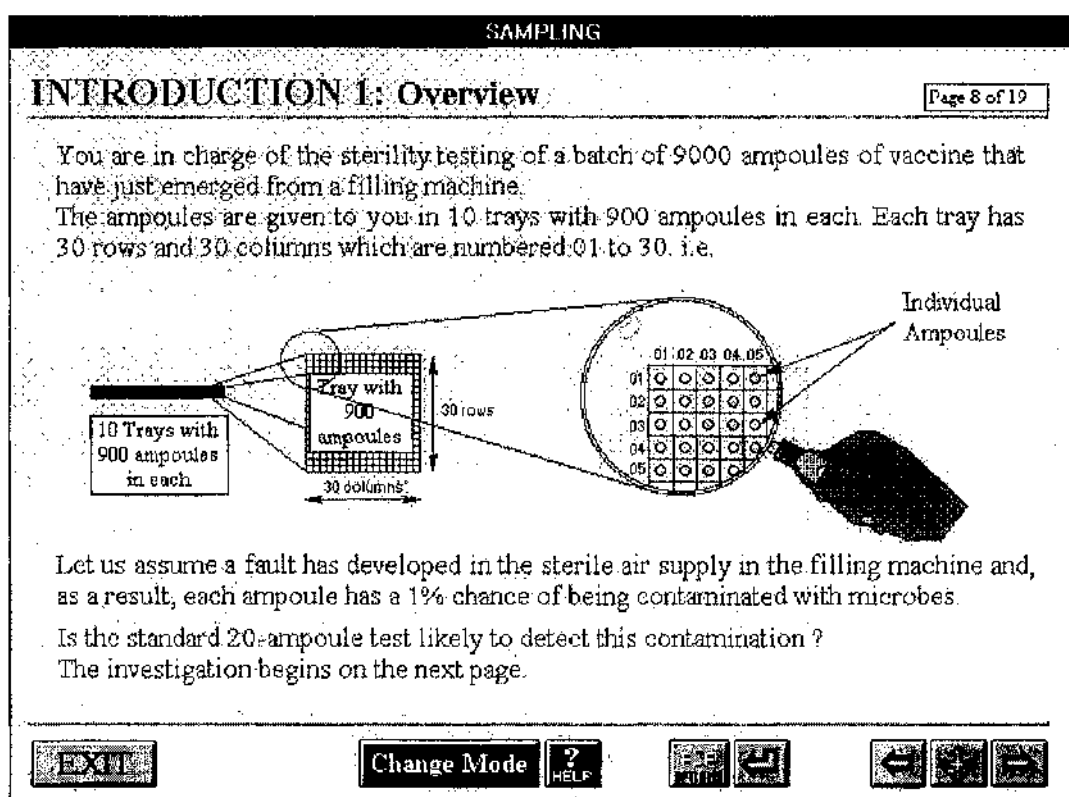 SAMPLING
INTRODUCTION 1: Overview
Page 8 of 19
You are in charge of the sterility testing of a batch of 9000 ampoules of vaccine that
have just emerged from a filling machine.
The ampoules are given to you in 10 trays with 900 ampoules in each. Each tray has
30 rows and 30 columns which are numbered 01 to 30. i.e.
Individual
Ampoules
01 02 03 04 05
01
02
03
04
05
Tray with
900
ampoules
30 rows
30 columns
10 Trays with
900 ampoules
in each
Let us assume a fault has developed in the sterile air supply in the filling machine and,
as a result, each ampoule has a 1% chance of being contaminated with microbes.
Is the standard 20-ampoule test likely to detect this contamination ?
The investigation begins on the next page.
EXIT
Change Mode
?
HELP